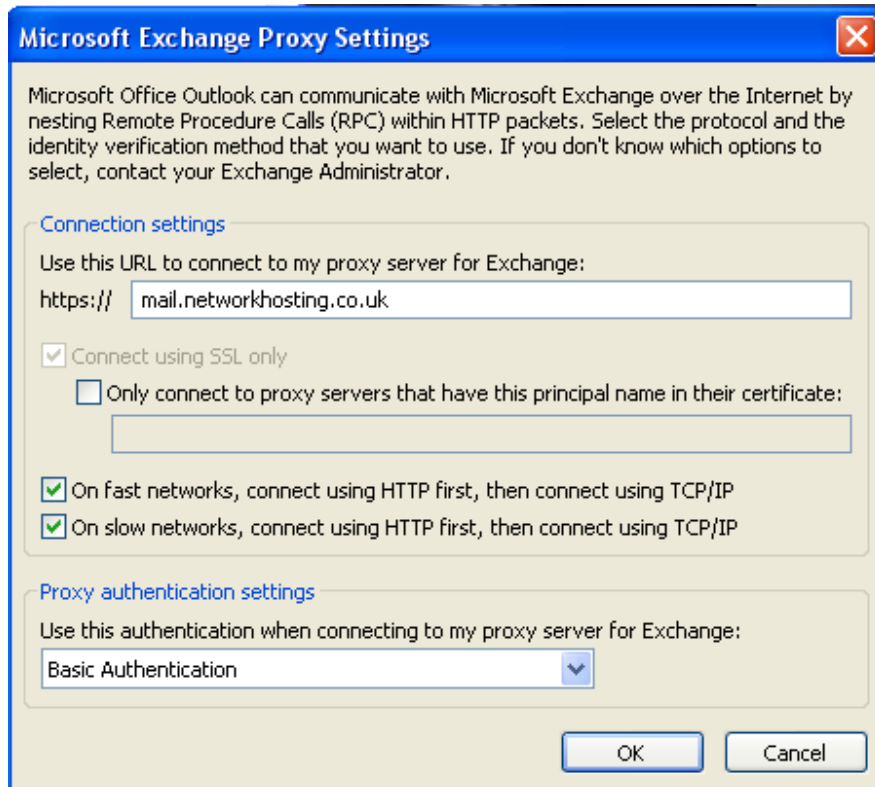 Microsoft Exchange Proxy Settings
Microsoft Office Outlook can communicate with Microsoft Exchange over the Internet by
nesting Remote Procedure Calls (RPC) within HTTP packets. Select the protocol and the
identity verification method that you want to use. If you don't know which options to
select, contact your Exchange Administrator.
Connection settings
Use this URL to connect to my proxy server for Exchange:
https:// mail.networkhosting.co.uk
Connect using SSL only
Only connect to proxy servers that have this principal name in their certificate:
On fast networks, connect using HTTP first, then connect using TCP/IP
On slow networks, connect using HTTP first, then connect using TCP/IP
Proxy authentication settings
Use this authentication when connecting to my proxy server for Exchange:
Basic Authentication
OK Cancel